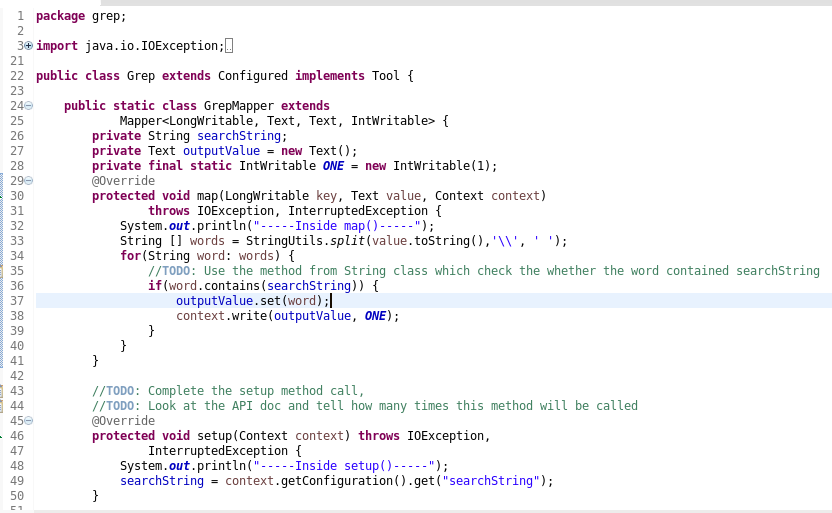 1 package grep;
2
3 import java.io.IOException;
21
22 public class Grep extends Configured implements Tool {
23
24     public static class GrepMapper extends
25             Mapper<LongWritable, Text, Text, IntWritable> {
26         private String searchString;
27         private Text outputValue = new Text();
28         private final static IntWritable ONE = new IntWritable(1);
29         @Override
30         protected void map(LongWritable key, Text value, Context context)
31                 throws IOException, InterruptedException {
32             System.out.println("-----Inside map()-----");
33             String [] words = StringUtils.split(value.toString(),'\\', ' ');
34             for(String word: words) {
35                 //TODO: Use the method from String class which check the whether the word contained searchString
36                 if(word.contains(searchString)) {
37                     outputValue.set(word);
38                     context.write(outputValue, ONE);
39                 }
40             }
41         }
42
43         //TODO: Complete the setup method call,
44         //TODO: Look at the API doc and tell how many times this method will be called
45         @Override
46         protected void setup(Context context) throws IOException,
47                 InterruptedException {
48             System.out.println("-----Inside setup()-----");
49             searchString = context.getConfiguration().get("searchString");
50         }